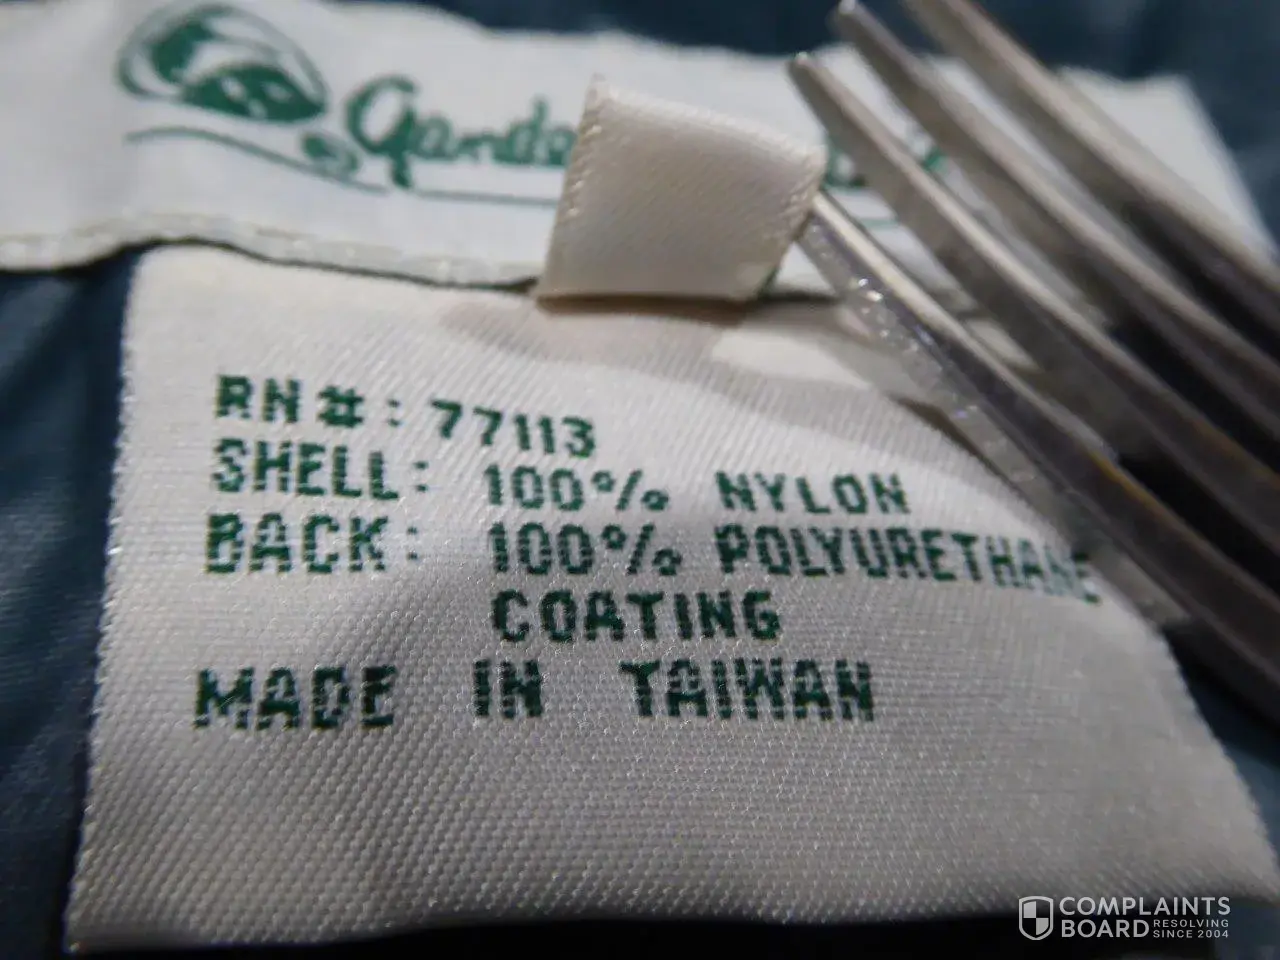 RN#: 77113
SHELL: 100% NYLON
BACK: 100% POLYURETHANE
COATING
MADE IN TAIWAN
COMPLAINTS
BOARD RESOLVING
SINCE 2004